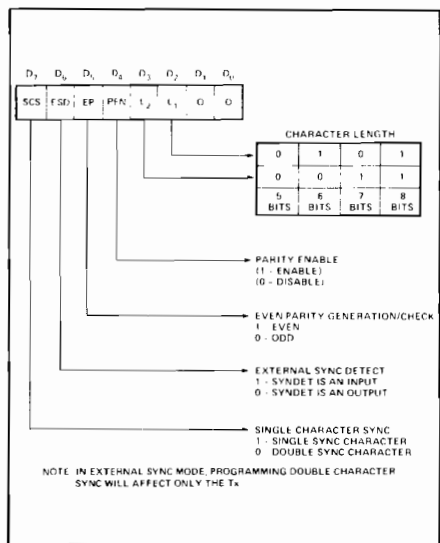 D7 D6 D5 D4 D3 D2 D1 D0
SCS ESD EP PEN L2 L1 0 0
CHARACTER LENGTH
0 1 0 1
0 0 1 1
5 BITS 6 BITS 7 BITS 8 BITS
PARITY ENABLE
(1 - ENABLE)
(0 - DISABLE)
EVEN PARITY GENERATION/CHECK
1 EVEN
0 - ODD
EXTERNAL SYNC DETECT
1 - SYNDET IS AN INPUT
0 - SYNDET IS AN OUTPUT
SINGLE CHARACTER SYNC
1 - SINGLE SYNC CHARACTER
0 DOUBLE SYNC CHARACTER
NOTE IN EXTERNAL SYNC MODE, PROGRAMMING DOUBLE CHARACTER
SYNC WILL AFFECT ONLY THE Tx